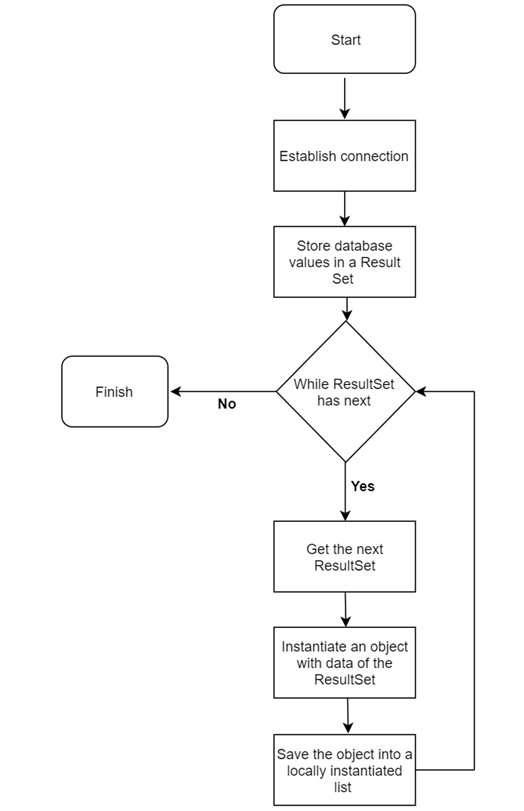 Start
Establish connection
Store database
values in a Result
Set
While ResultSet
has next
Finish
No
Yes
Get the next
ResultSet
Instantiate an object
with data of the
ResultSet
Save the object into a
locally instantiated
list